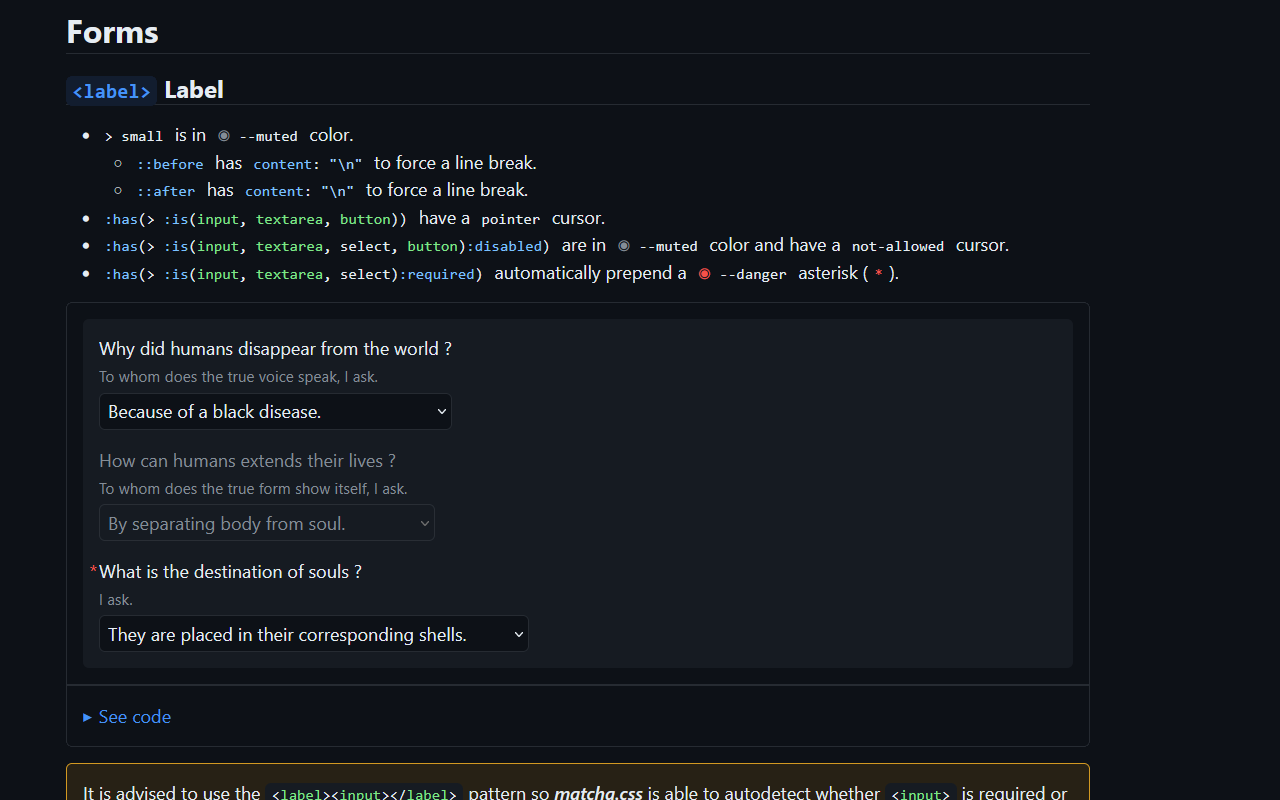 Forms
<label> Label
> small is in ◉ --muted color.
::before has content: "\n" to force a line break.
::after has content: "\n" to force a line break.
:has(> :is(input, textarea, button)) have a pointer cursor.
:has(> :is(input, textarea, select, button):disabled) are in ◉ --muted color and have a not-allowed cursor.
:has(> :is(input, textarea, select):required) automatically prepend a ◉ --danger asterisk ( * ).
Why did humans disappear from the world ?
To whom does the true voice speak, I ask.
Because of a black disease.
How can humans extends their lives ?
To whom does the true form show itself, I ask.
By separating body from soul.
*What is the destination of souls ?
I ask.
They are placed in their corresponding shells.
▸ See code
It is advised to use the <label><input></label> pattern so matcha.css is able to autodetect whether <input> is required or